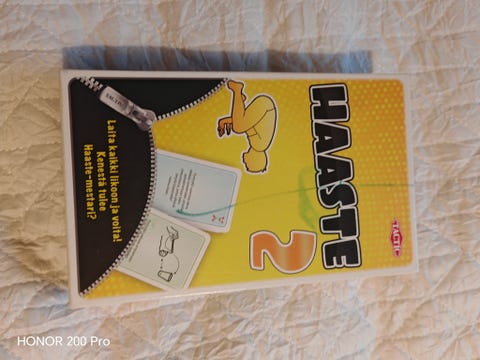 HAASTE
2
TACTIC
Laita kaikki likoon ja voita!
Kenestä tulee
Haaste-mestari?
HONOR 200 Pro